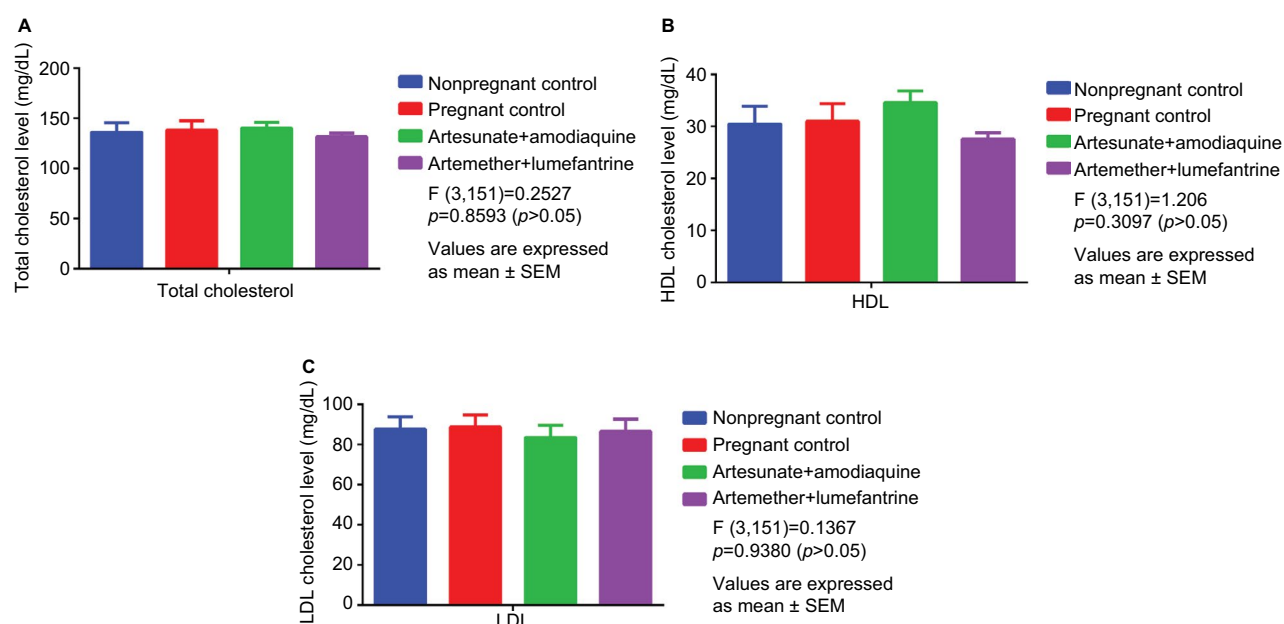 A
Total cholesterol level (mg/dL)
200
150
100
50
0
Total cholesterol
Nonpregnant control
Pregnant control
Artesunate+amodiaquine
Artemether+lumefantrine
F (3,151)=0.2527
p=0.8593 (p>0.05)
Values are expressed
as mean ± SEM
B
HDL cholesterol level (mg/dL)
40
30
20
10
0
HDL
Nonpregnant control
Pregnant control
Artesunate+amodiaquine
Artemether+lumefantrine
F (3,151)=1.206
p=0.3097 (p>0.05)
Values are expressed
as mean ± SEM
C
LDL cholesterol level (mg/dL)
100
80
60
40
20
0
LDL
Nonpregnant control
Pregnant control
Artesunate+amodiaquine
Artemether+lumefantrine
F (3,151)=0.1367
p=0.9380 (p>0.05)
Values are expressed
as mean ± SEM